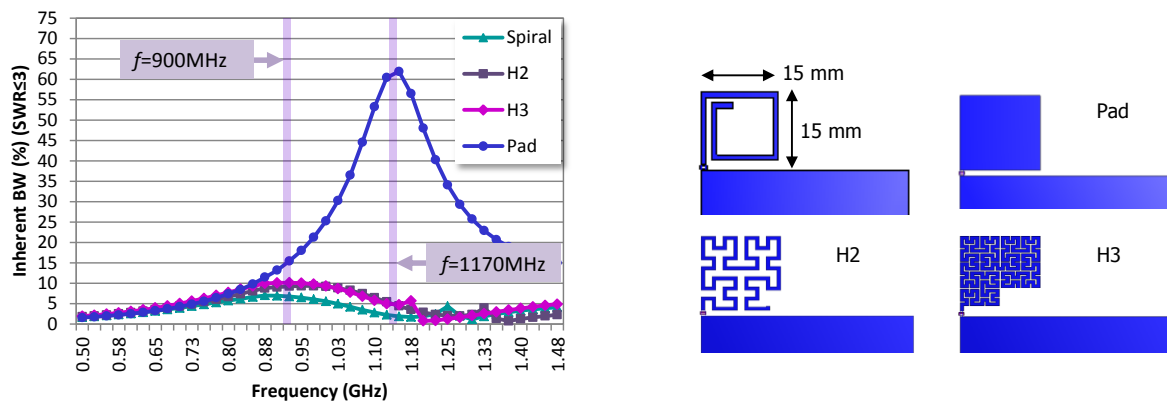 Inherent BW (%) (SWR≤3)
75
70
65
60
55
50
45
40
35
30
25
20
15
10
5
0
f=900MHz
f=1170MHz
Spiral
H2
H3
Pad
0.50
0.58
0.65
0.73
0.80
0.88
0.95
1.03
1.10
1.18
1.25
1.33
1.40
1.48
Frequency (GHz)
15 mm
15 mm
Pad
H2
H3